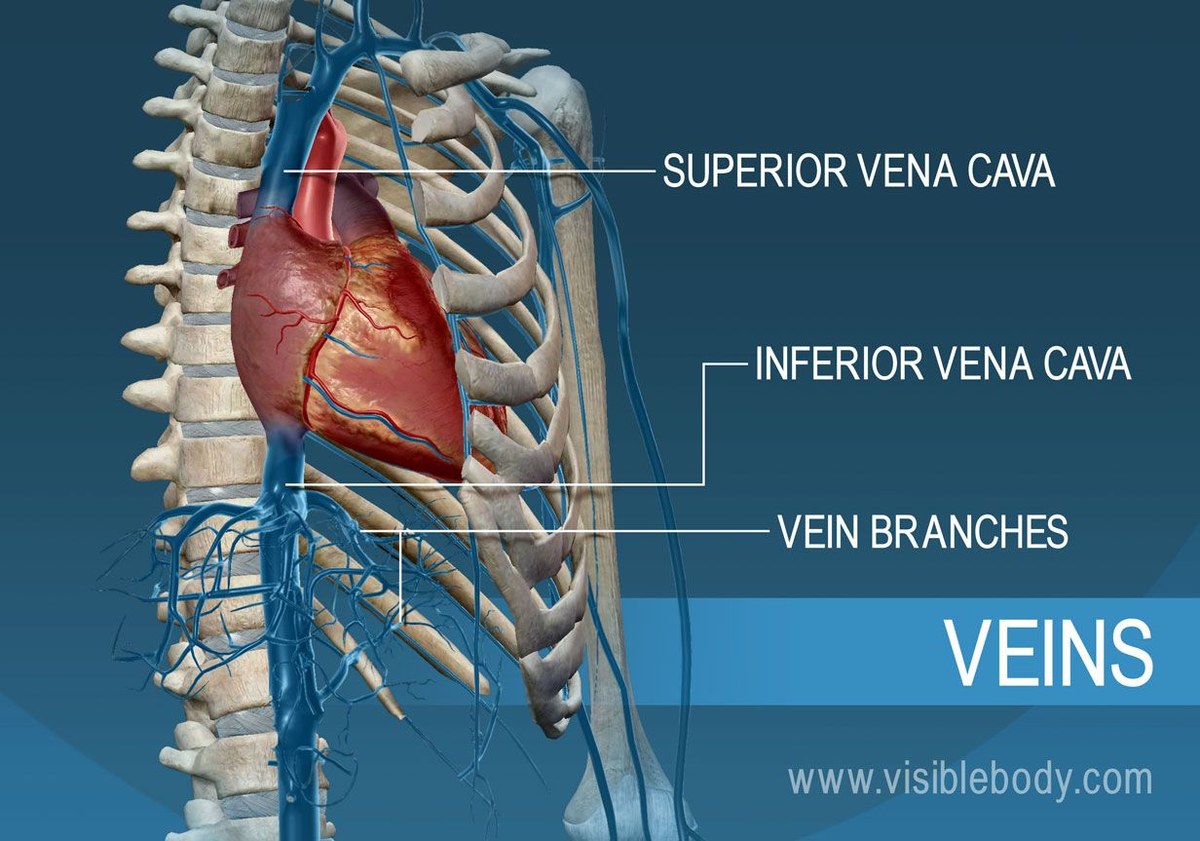 SUPERIOR VENA CAVA
INFERIOR VENA CAVA
VEIN BRANCHES
VEINS
www.visiblebody.com